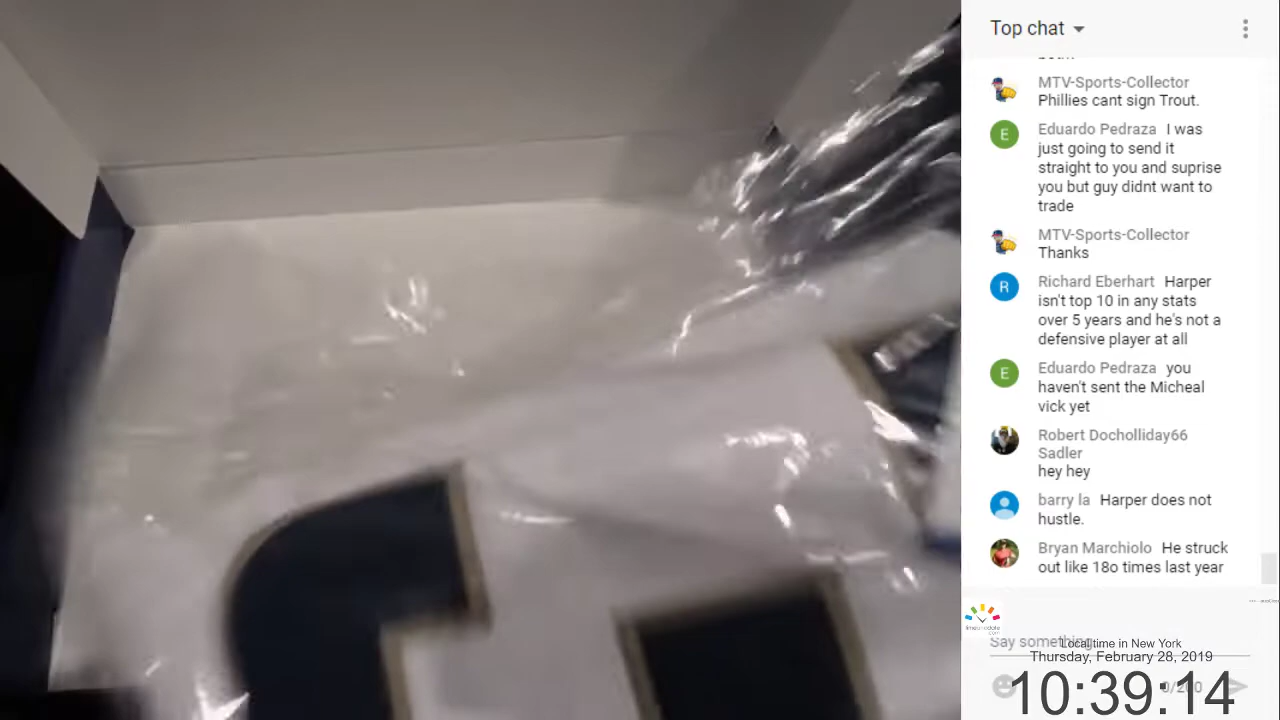 Top chat
MTV-Sports-Collector
Phillies cant sign Trout.
Eduardo Pedraza I was
just going to send it
straight to you and suprise
you but guy didnt want to
trade
MTV-Sports-Collector
Thanks
Richard Eberhart Harper
isn't top 10 in any stats
over 5 years and he's not a
defensive player at all
E
Eduardo Pedraza you
haven't sent the Micheal
vick yet
Robert Docholliday66
Sadler
hey hey
barry la Harper does not
hustle.
Bryan Marchiolo He struck
out like 18o times last year
Say something...
Local time in New York
Thursday, February 28, 2019
0/200
10:39:14